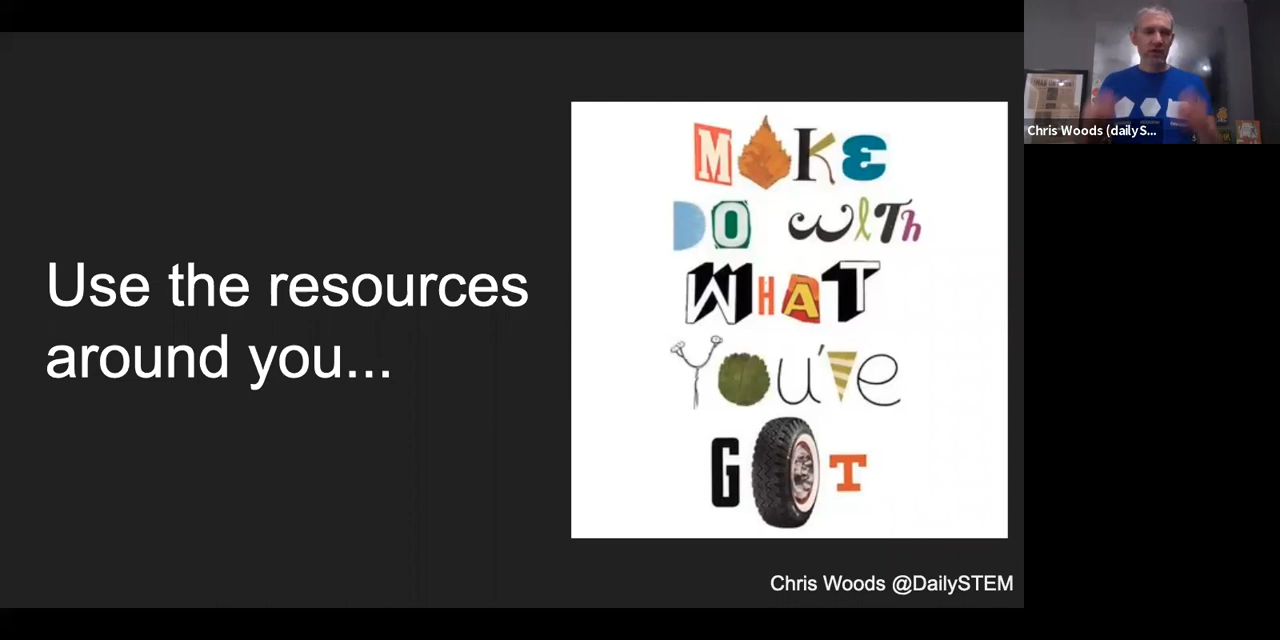 Use the resources
around you...
MAKE
DO WITH
WHAT
YOU'VE
GOT
Chris Woods @DailySTEM
Chris Woods (dailyS...